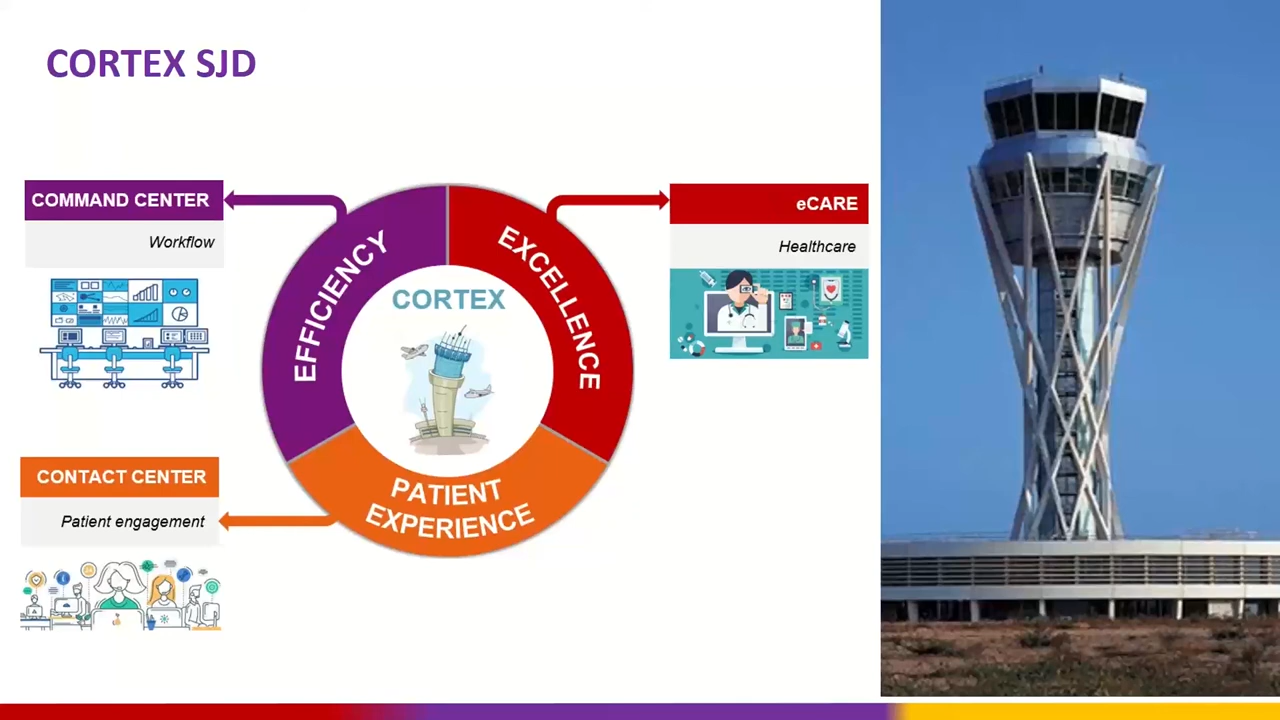 CORTEX SJD
COMMAND CENTER
Workflow
CONTACT CENTER
Patient engagement
EFFICIENCY
EXCELLENCE
CORTEX
PATIENT
EXPERIENCE
eCARE
Healthcare